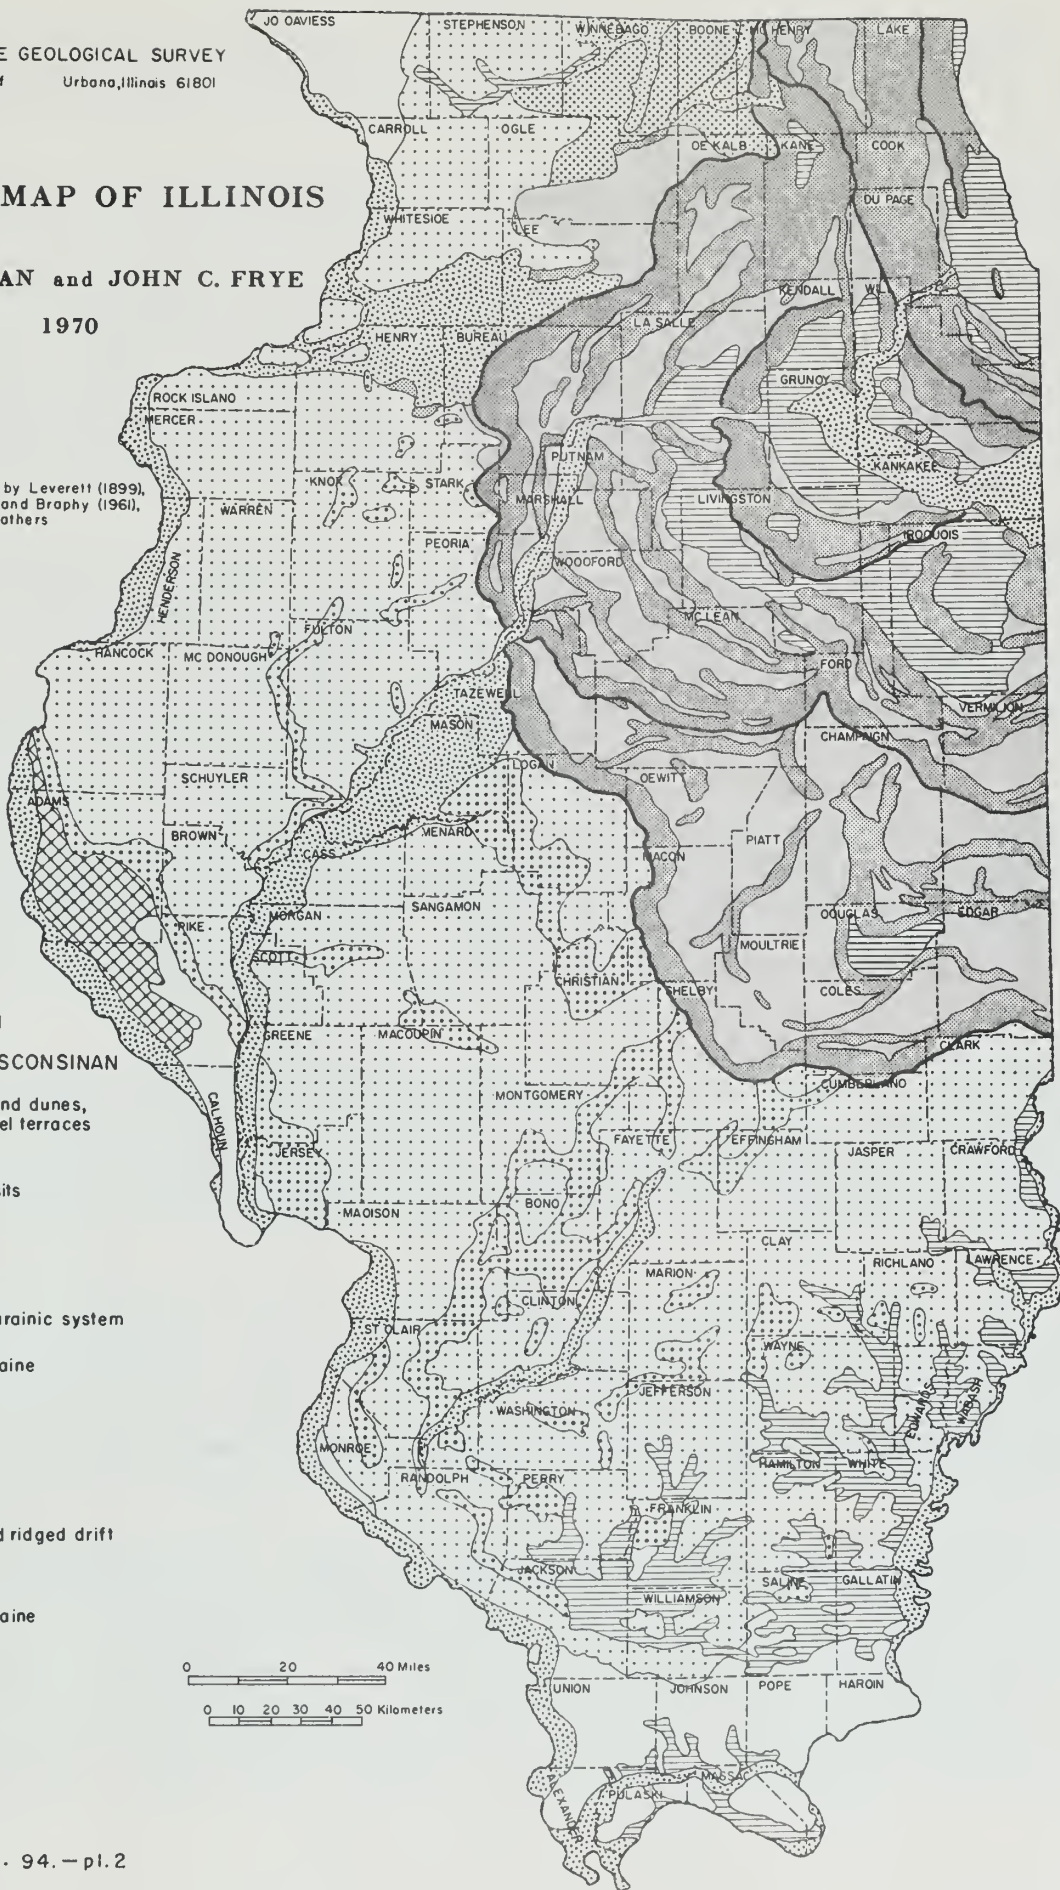 E GEOLOGICAL SURVEY
f Urbana, Illinois 61801
MAP OF ILLINOIS
AN and JOHN C. FRYE
1970
by Leverett (1899),
and Braphy (1961),
others
SCONSINAN
nd dunes,
el terraces
its
rainic system
aine
d ridged drift
aine
0 20 40 Miles
0 10 20 30 40 50 Kilometers
. 94.—pl.2
JO DAVIESS
STEPHENSON
WINNEBAGO
BOONE
MC HENRY
LAKE
CARROLL
OGLE
DE KALB
KANE
COOK
DU PAGE
WHITESIDE
LEE
KENDALL
WILL
HENRY
BUREAU
LA SALLE
GRUNDY
ROCK ISLAND
MERCER
PUTNAM
KANKAKEE
KNOX
STARK
MARSHALL
LIVINGSTON
WARREN
PEORIA
IROQUOIS
HENDERSON
WOODFORD
MC LEAN
FULTON
HANCOCK
MC DONOUGH
FORD
TAZEWELL
VERMILION
MASON
CHAMPAIGN
LOGAN
DEWITT
SCHUYLER
ADAMS
BROWN
MENARD
PIATT
CASS
MACON
SANGAMON
MORGAN
DOUGLAS
EDGAR
PIKE
MOULTRIE
SCOTT
CHRISTIAN
SHELBY
COLES
GREENE
MACOUPIN
CLARK
CUMBERLAND
MONTGOMERY
CALHOUN
FAYETTE
EFFINGHAM
JERSEY
JASPER
CRAWFORD
BOND
MADISON
CLAY
RICHLAND
LAWRENCE
MARION
CLINTON
ST CLAIR
WAYNE
JEFFERSON
WASHINGTON
EDWARDS
WABASH
MONROE
HAMILTON
WHITE
RANDOLPH
PERRY
FRANKLIN
JACKSON
SALINE
GALLATIN
WILLIAMSON
UNION
JOHNSON
POPE
HARDIN
MASSAC
PULASKI
ALEXANDER